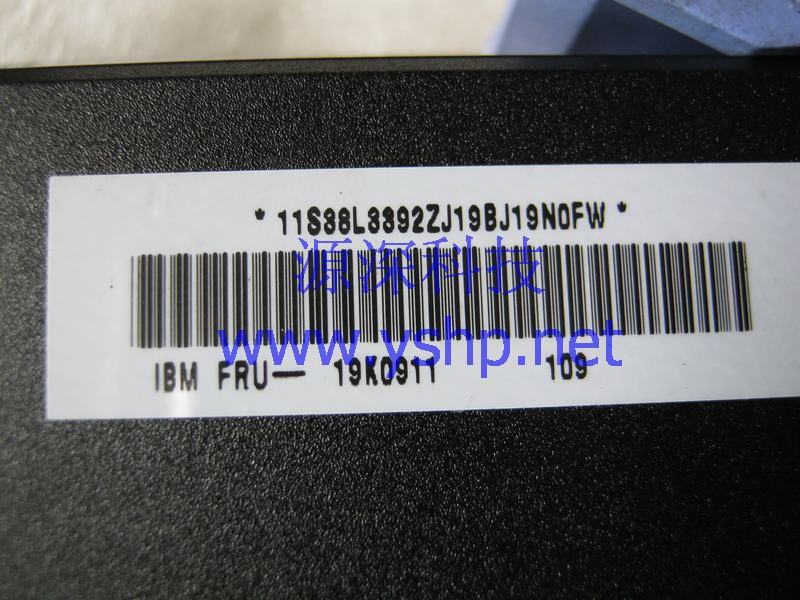 * 11S38L3392ZJ19BJ19N0FW *
源深科技
www.yshp.net
IBM FRU— 19K0911 109